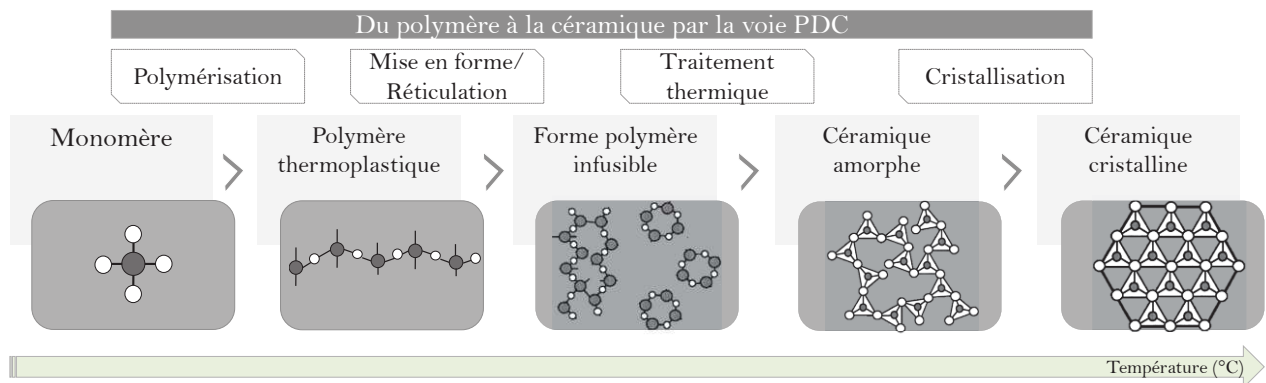 Du polymère à la céramique par la voie PDC
Polymérisation
Mise en forme/
Réticulation
Traitement
thermique
Cristallisation
Monomère
Polymère
thermoplastique
Forme polymère
infusible
Céramique
amorphe
Céramique
cristalline
Température (°C)